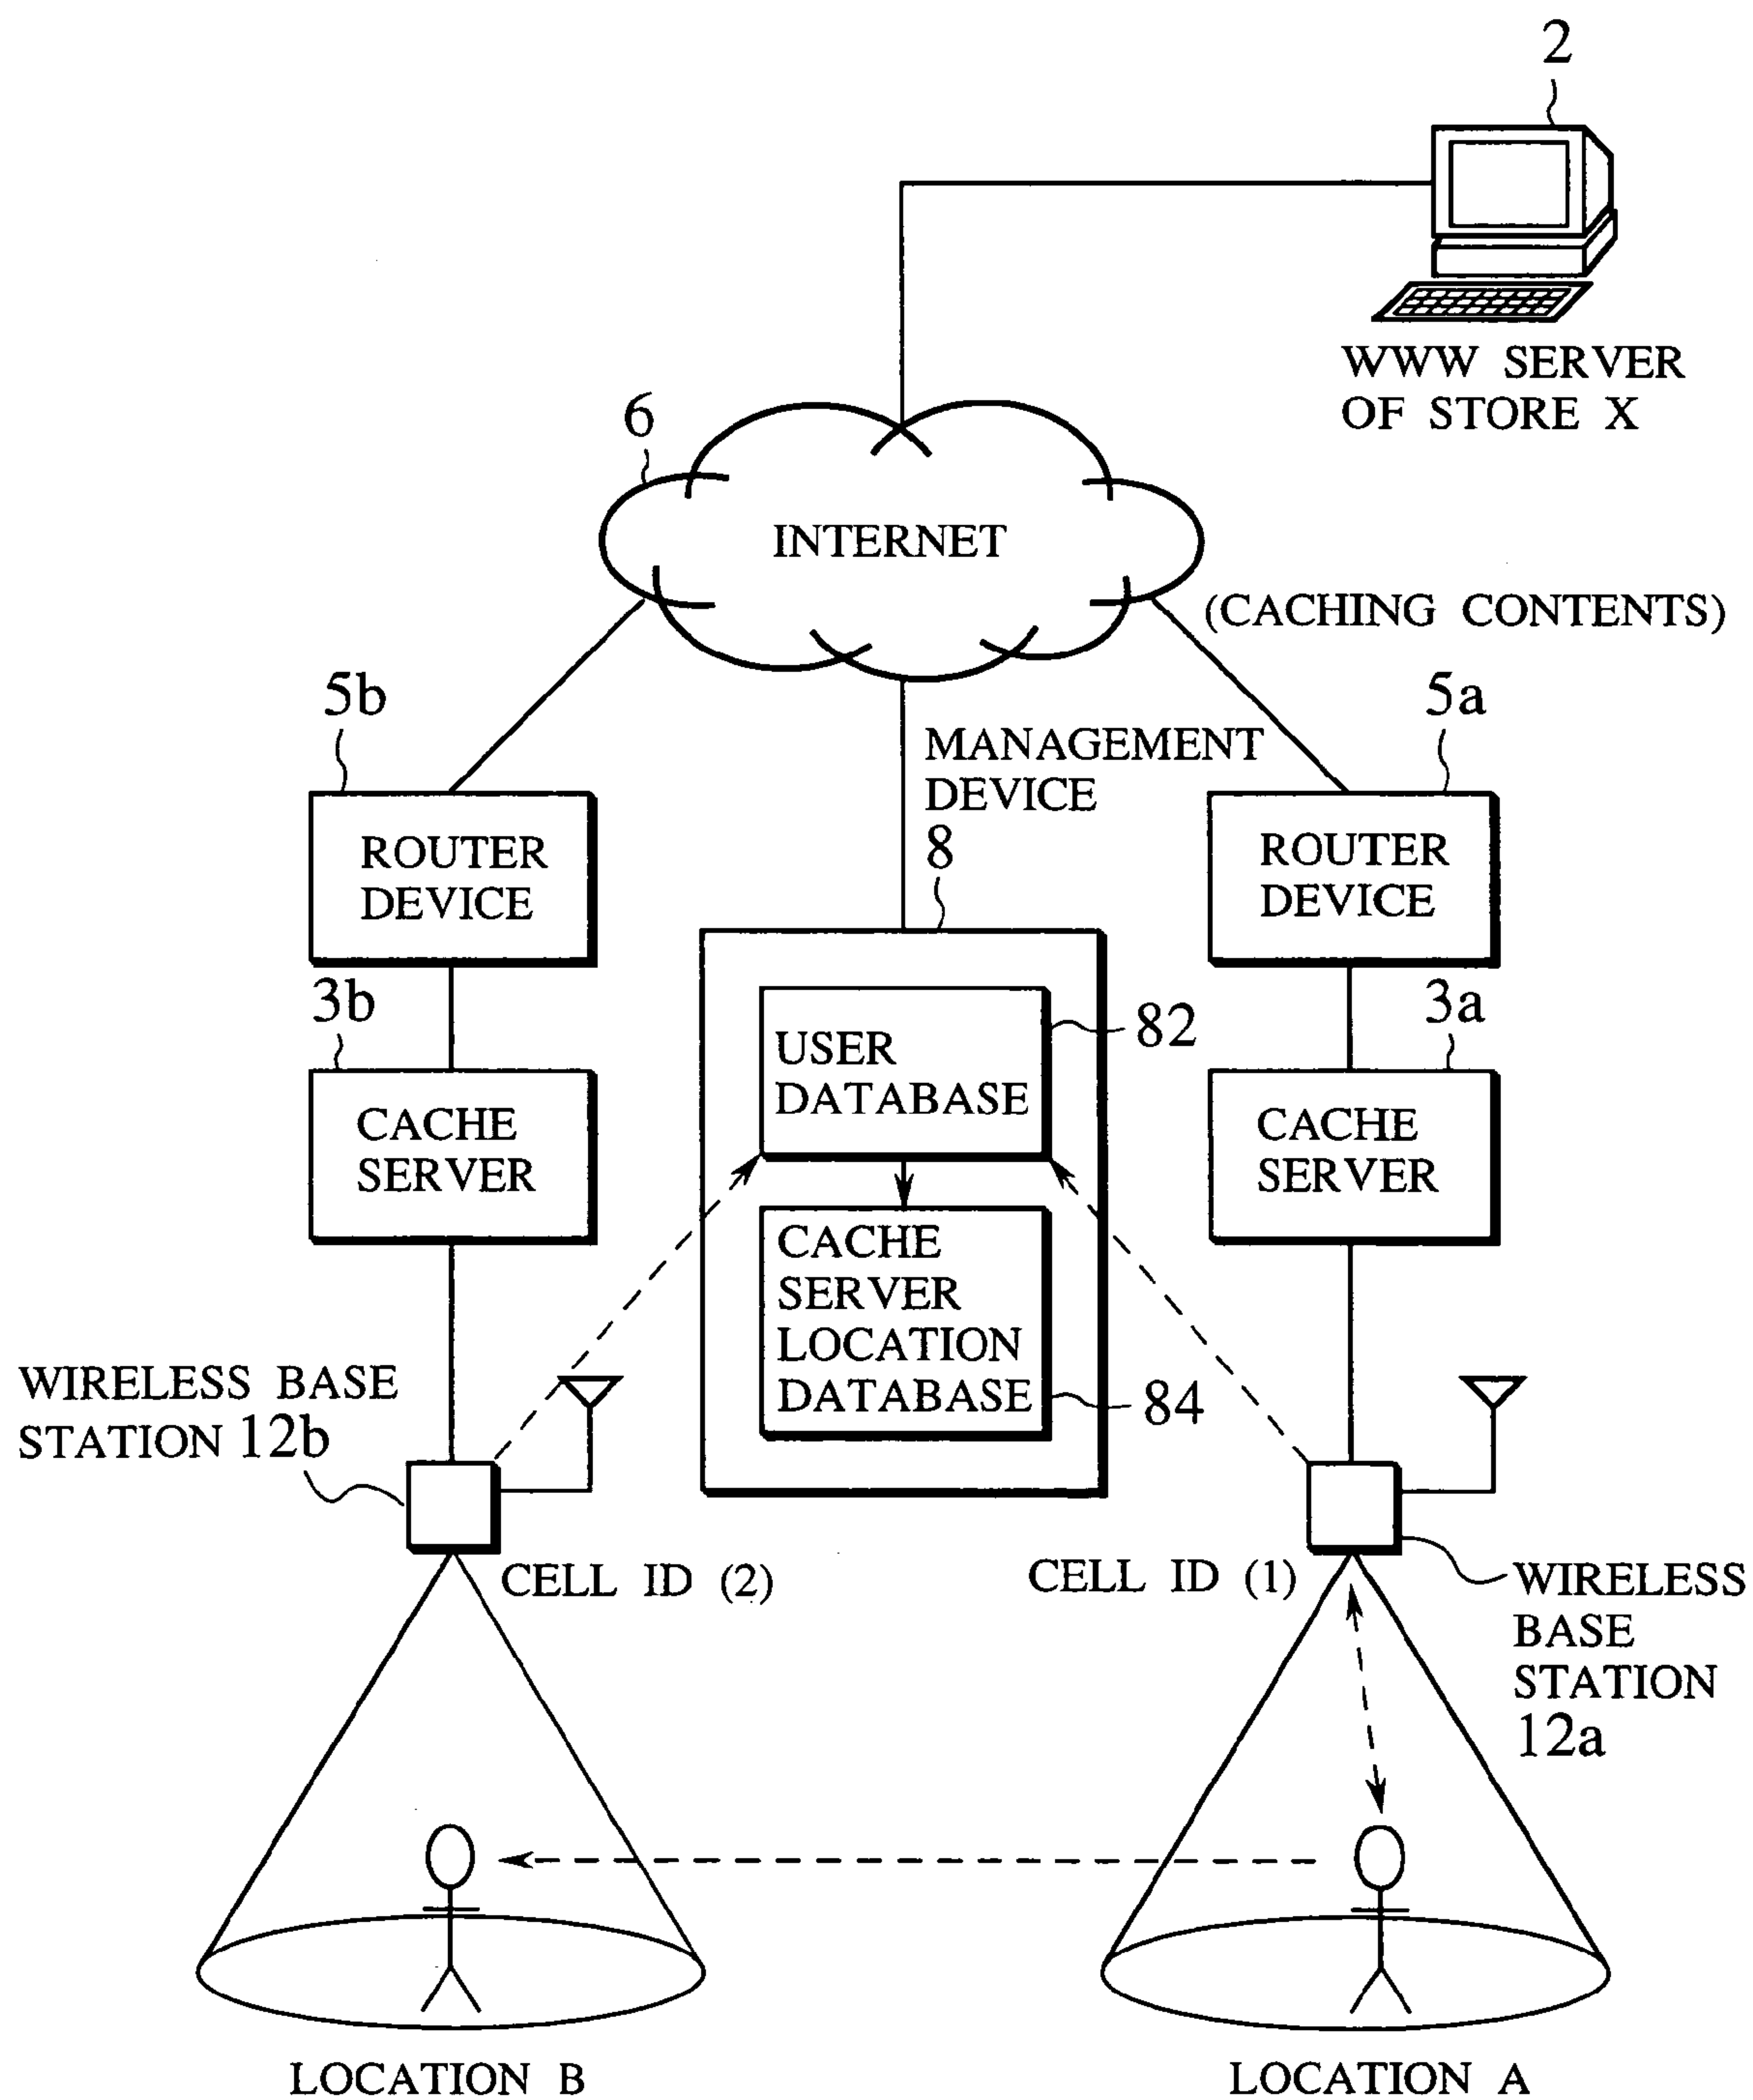 2
WWW SERVER
OF STORE X
6
INTERNET
(CACHING CONTENTS)
5b
5a
MANAGEMENT
DEVICE
8
ROUTER
DEVICE
ROUTER
DEVICE
3b
3a
82
USER
DATABASE
CACHE
SERVER
CACHE
SERVER
CACHE
SERVER
LOCATION
DATABASE
84
WIRELESS BASE
STATION 12b
CELL ID (2)
CELL ID (1)
WIRELESS
BASE
STATION
12a
LOCATION B
LOCATION A